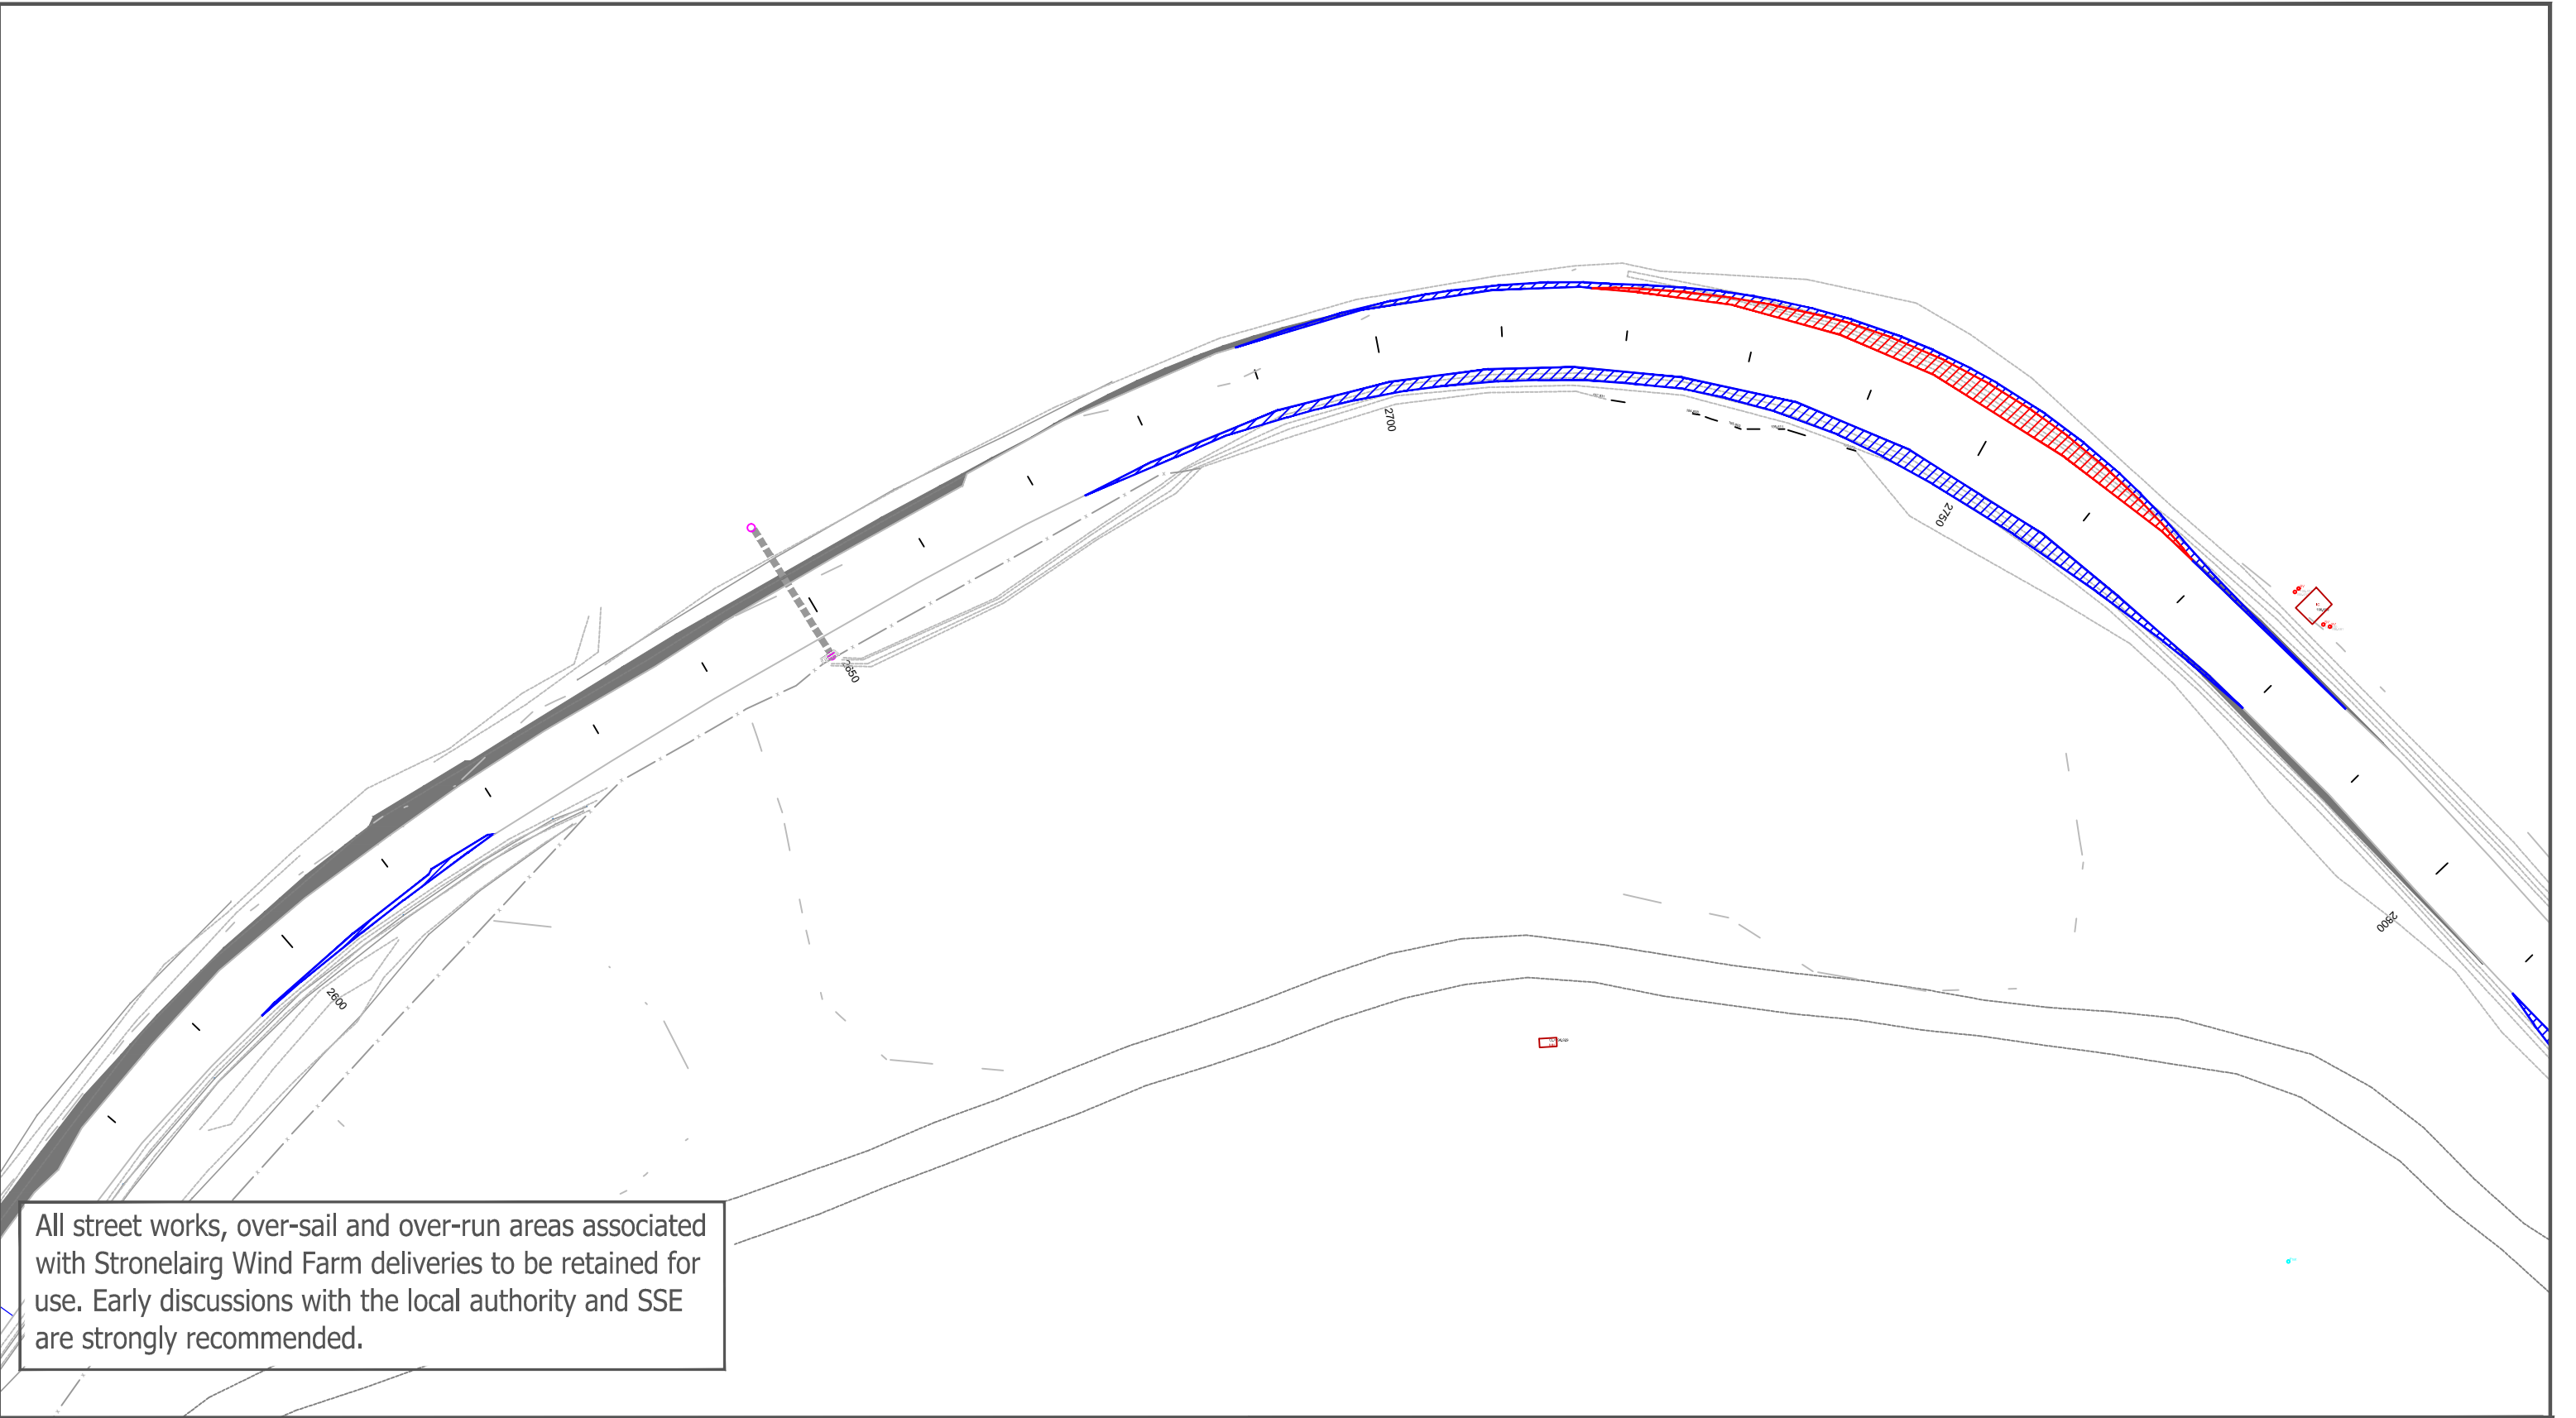 2700
2750
2650
2800
2600
All street works, over-sail and over-run areas associated
with Stronelairg Wind Farm deliveries to be retained for
use. Early discussions with the local authority and SSE
are strongly recommended.